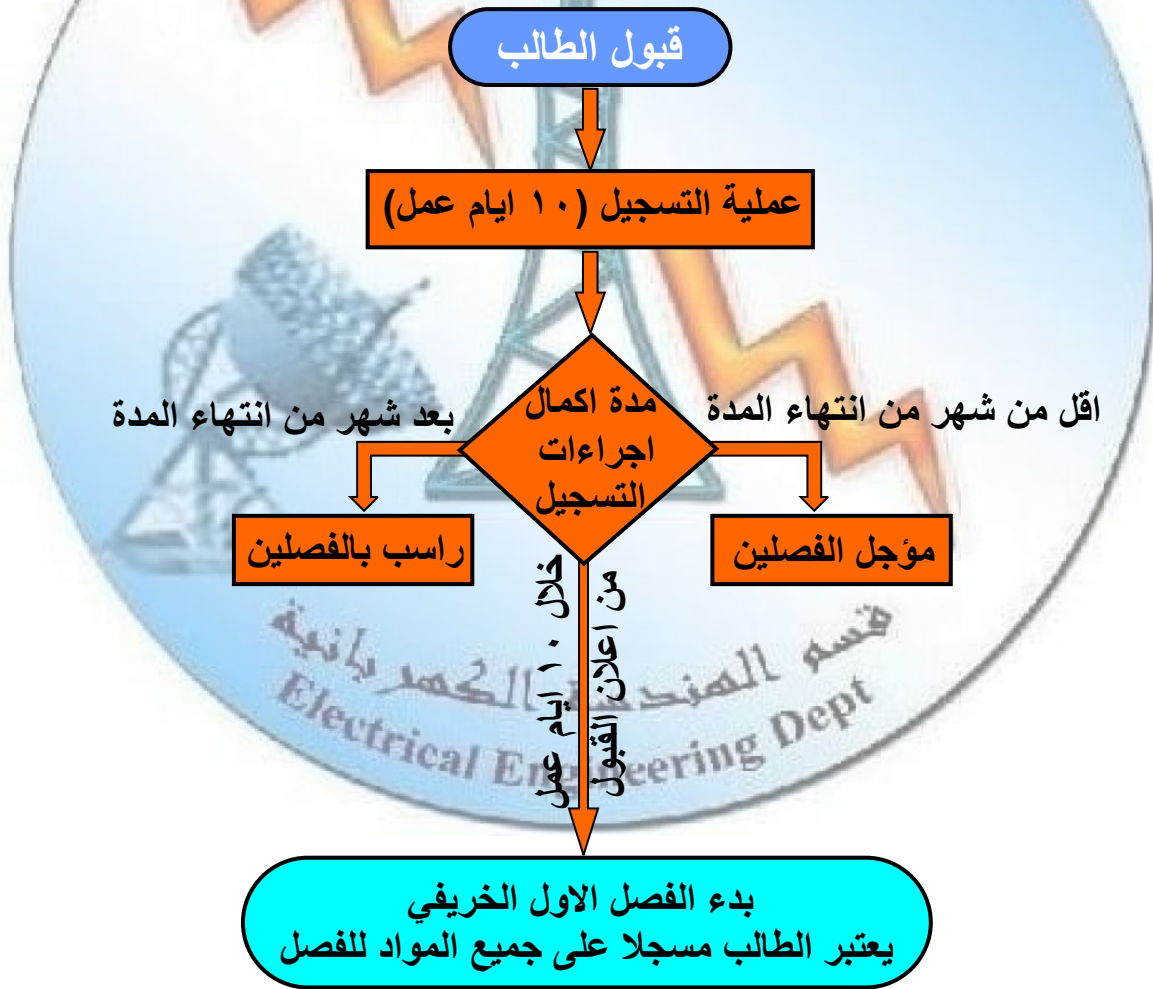 قبول الطالب
عملية التسجيل (١٠ ايام عمل)
مدة اكمال
اجراءات
التسجيل
اقل من شهر من انتهاء المدة
بعد شهر من انتهاء المدة
مؤجل الفصلين
راسب بالفصلين
خلال ١٠ ايام عمل
من اعلان القبول
قسم الهندسة الكهربائية
Electrical Engineering Dept
بدء الفصل الاول الخريفي
يعتبر الطالب مسجلا على جميع المواد للفصل